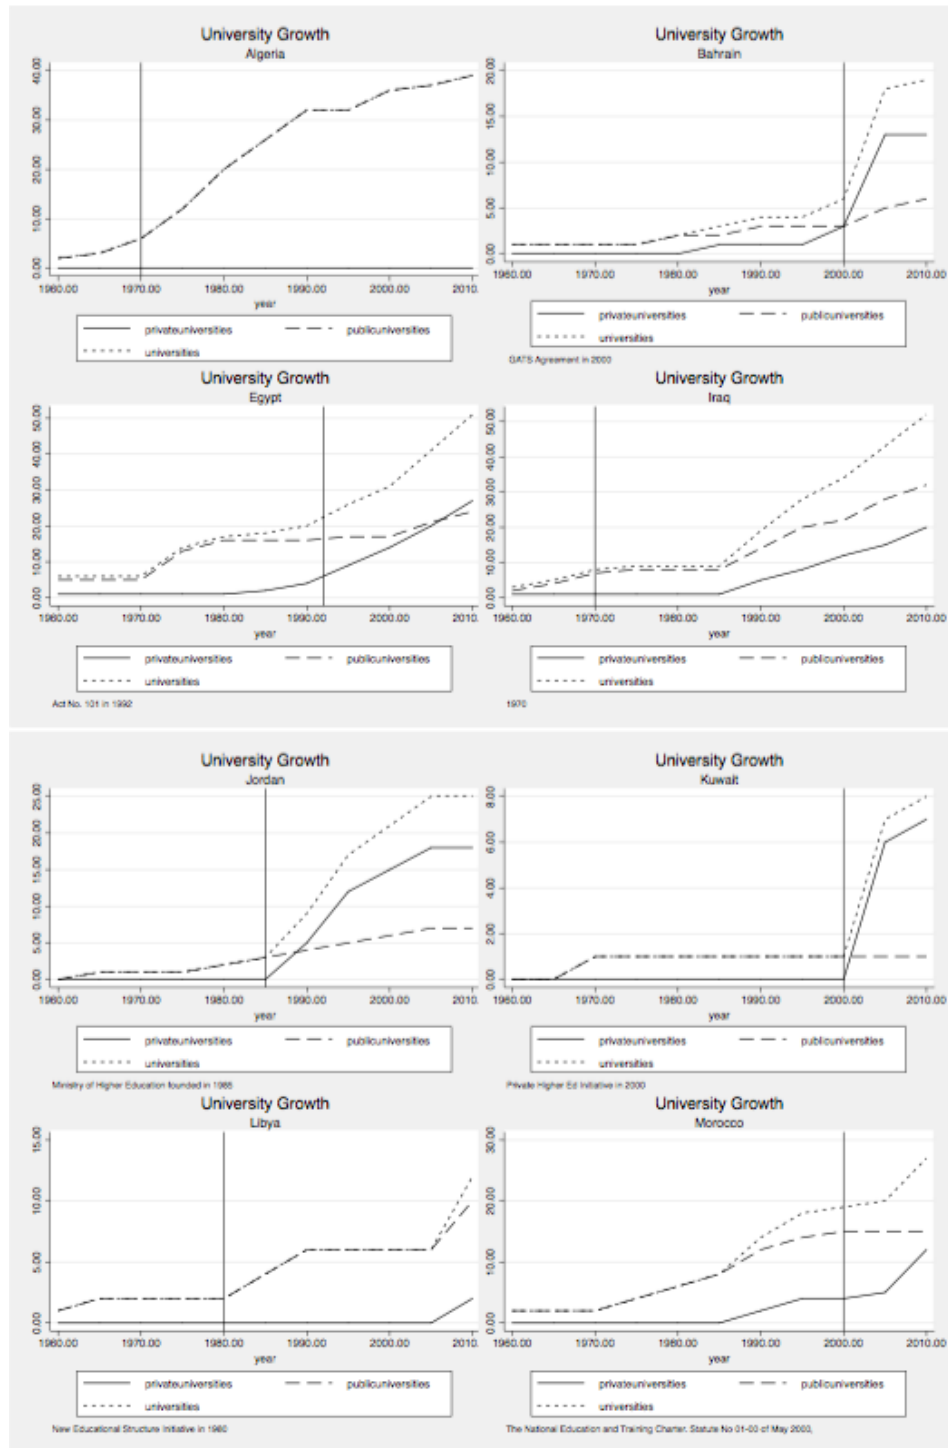 University Growth
Algeria
40.00
30.00
20.00
10.00
0.00
1960.00 1970.00 1980.00 1990.00 2000.00 2010.
year
privateuniversities publicuniversities
universities
University Growth
Bahrain
20.00
15.00
10.00
5.00
0.00
1960.00 1970.00 1980.00 1990.00 2000.00 2010.00
year
privateuniversities publicuniversities
universities
GATS Agreement in 2000
University Growth
Egypt
50.00
40.00
30.00
20.00
10.00
0.00
1960.00 1970.00 1980.00 1990.00 2000.00 2010.
year
privateuniversities publicuniversities
universities
Act No. 101 in 1992
University Growth
Iraq
50.00
40.00
30.00
20.00
10.00
0.00
1960.00 1970.00 1980.00 1990.00 2000.00 2010.00
year
privateuniversities publicuniversities
universities
1970
University Growth
Jordan
25.00
20.00
15.00
10.00
5.00
0.00
1960.00 1970.00 1980.00 1990.00 2000.00 2010.
year
privateuniversities publicuniversities
universities
Ministry of Higher Education founded in 1985
University Growth
Kuwait
8.00
6.00
4.00
2.00
0.00
1960.00 1970.00 1980.00 1990.00 2000.00 2010.00
year
privateuniversities publicuniversities
universities
Private Higher Ed Initiative in 2000
University Growth
Libya
15.00
10.00
5.00
0.00
1960.00 1970.00 1980.00 1990.00 2000.00 2010.
year
privateuniversities publicuniversities
universities
New Educational Structure Initiative in 1980
University Growth
Morocco
30.00
20.00
10.00
0.00
1960.00 1970.00 1980.00 1990.00 2000.00 2010.00
year
privateuniversities publicuniversities
universities
The National Education and Training Charter. Statute No 01-00 of May 2000,